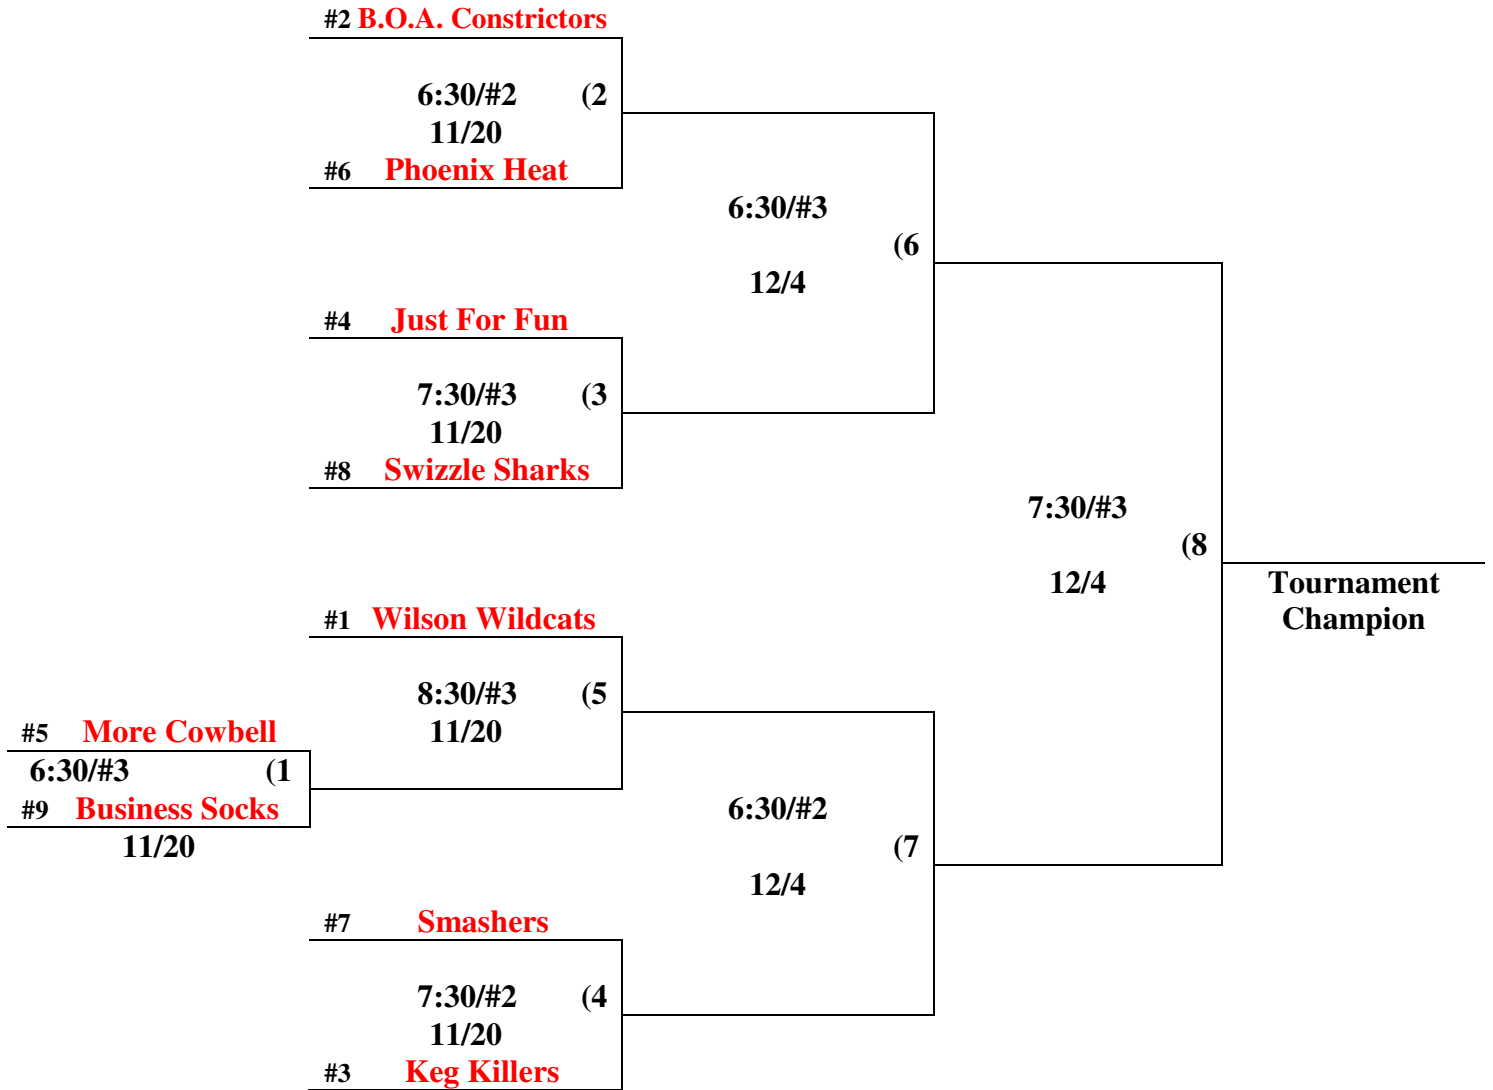 #2 B.O.A. Constrictors
6:30/#2 (2
11/20
#6 Phoenix Heat
6:30/#3
(6
12/4
#4 Just For Fun
7:30/#3 (3
11/20
#8 Swizzle Sharks
7:30/#3
(8
12/4
Tournament
Champion
#1 Wilson Wildcats
8:30/#3 (5
11/20
#5 More Cowbell
6:30/#3 (1
#9 Business Socks
11/20
6:30/#2
(7
12/4
#7 Smashers
7:30/#2 (4
11/20
#3 Keg Killers